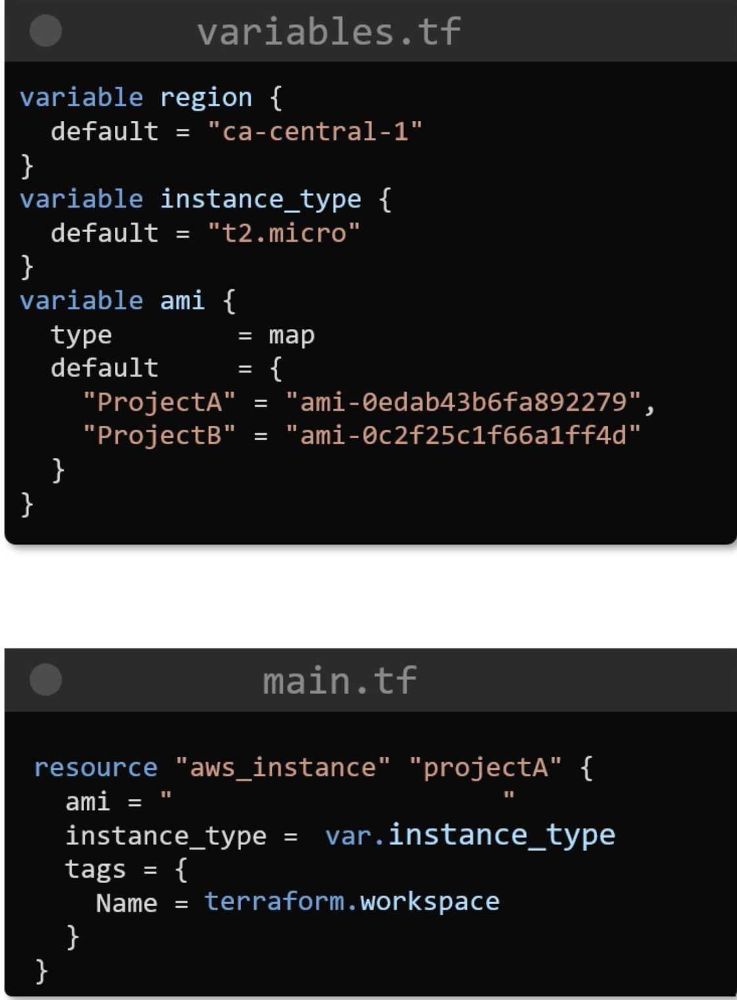 variables.tf
variable region {
  default = "ca-central-1"
}
variable instance_type {
  default = "t2.micro"
}
variable ami {
  type        = map
  default     = {
    "ProjectA" = "ami-0edab43b6fa892279",
    "ProjectB" = "ami-0c2f25c1f66a1ff4d"
  }
}
main.tf
resource "aws_instance" "projectA" {
  ami = "                     "
  instance_type =  var.instance_type
  tags = {
    Name = terraform.workspace
  }
}